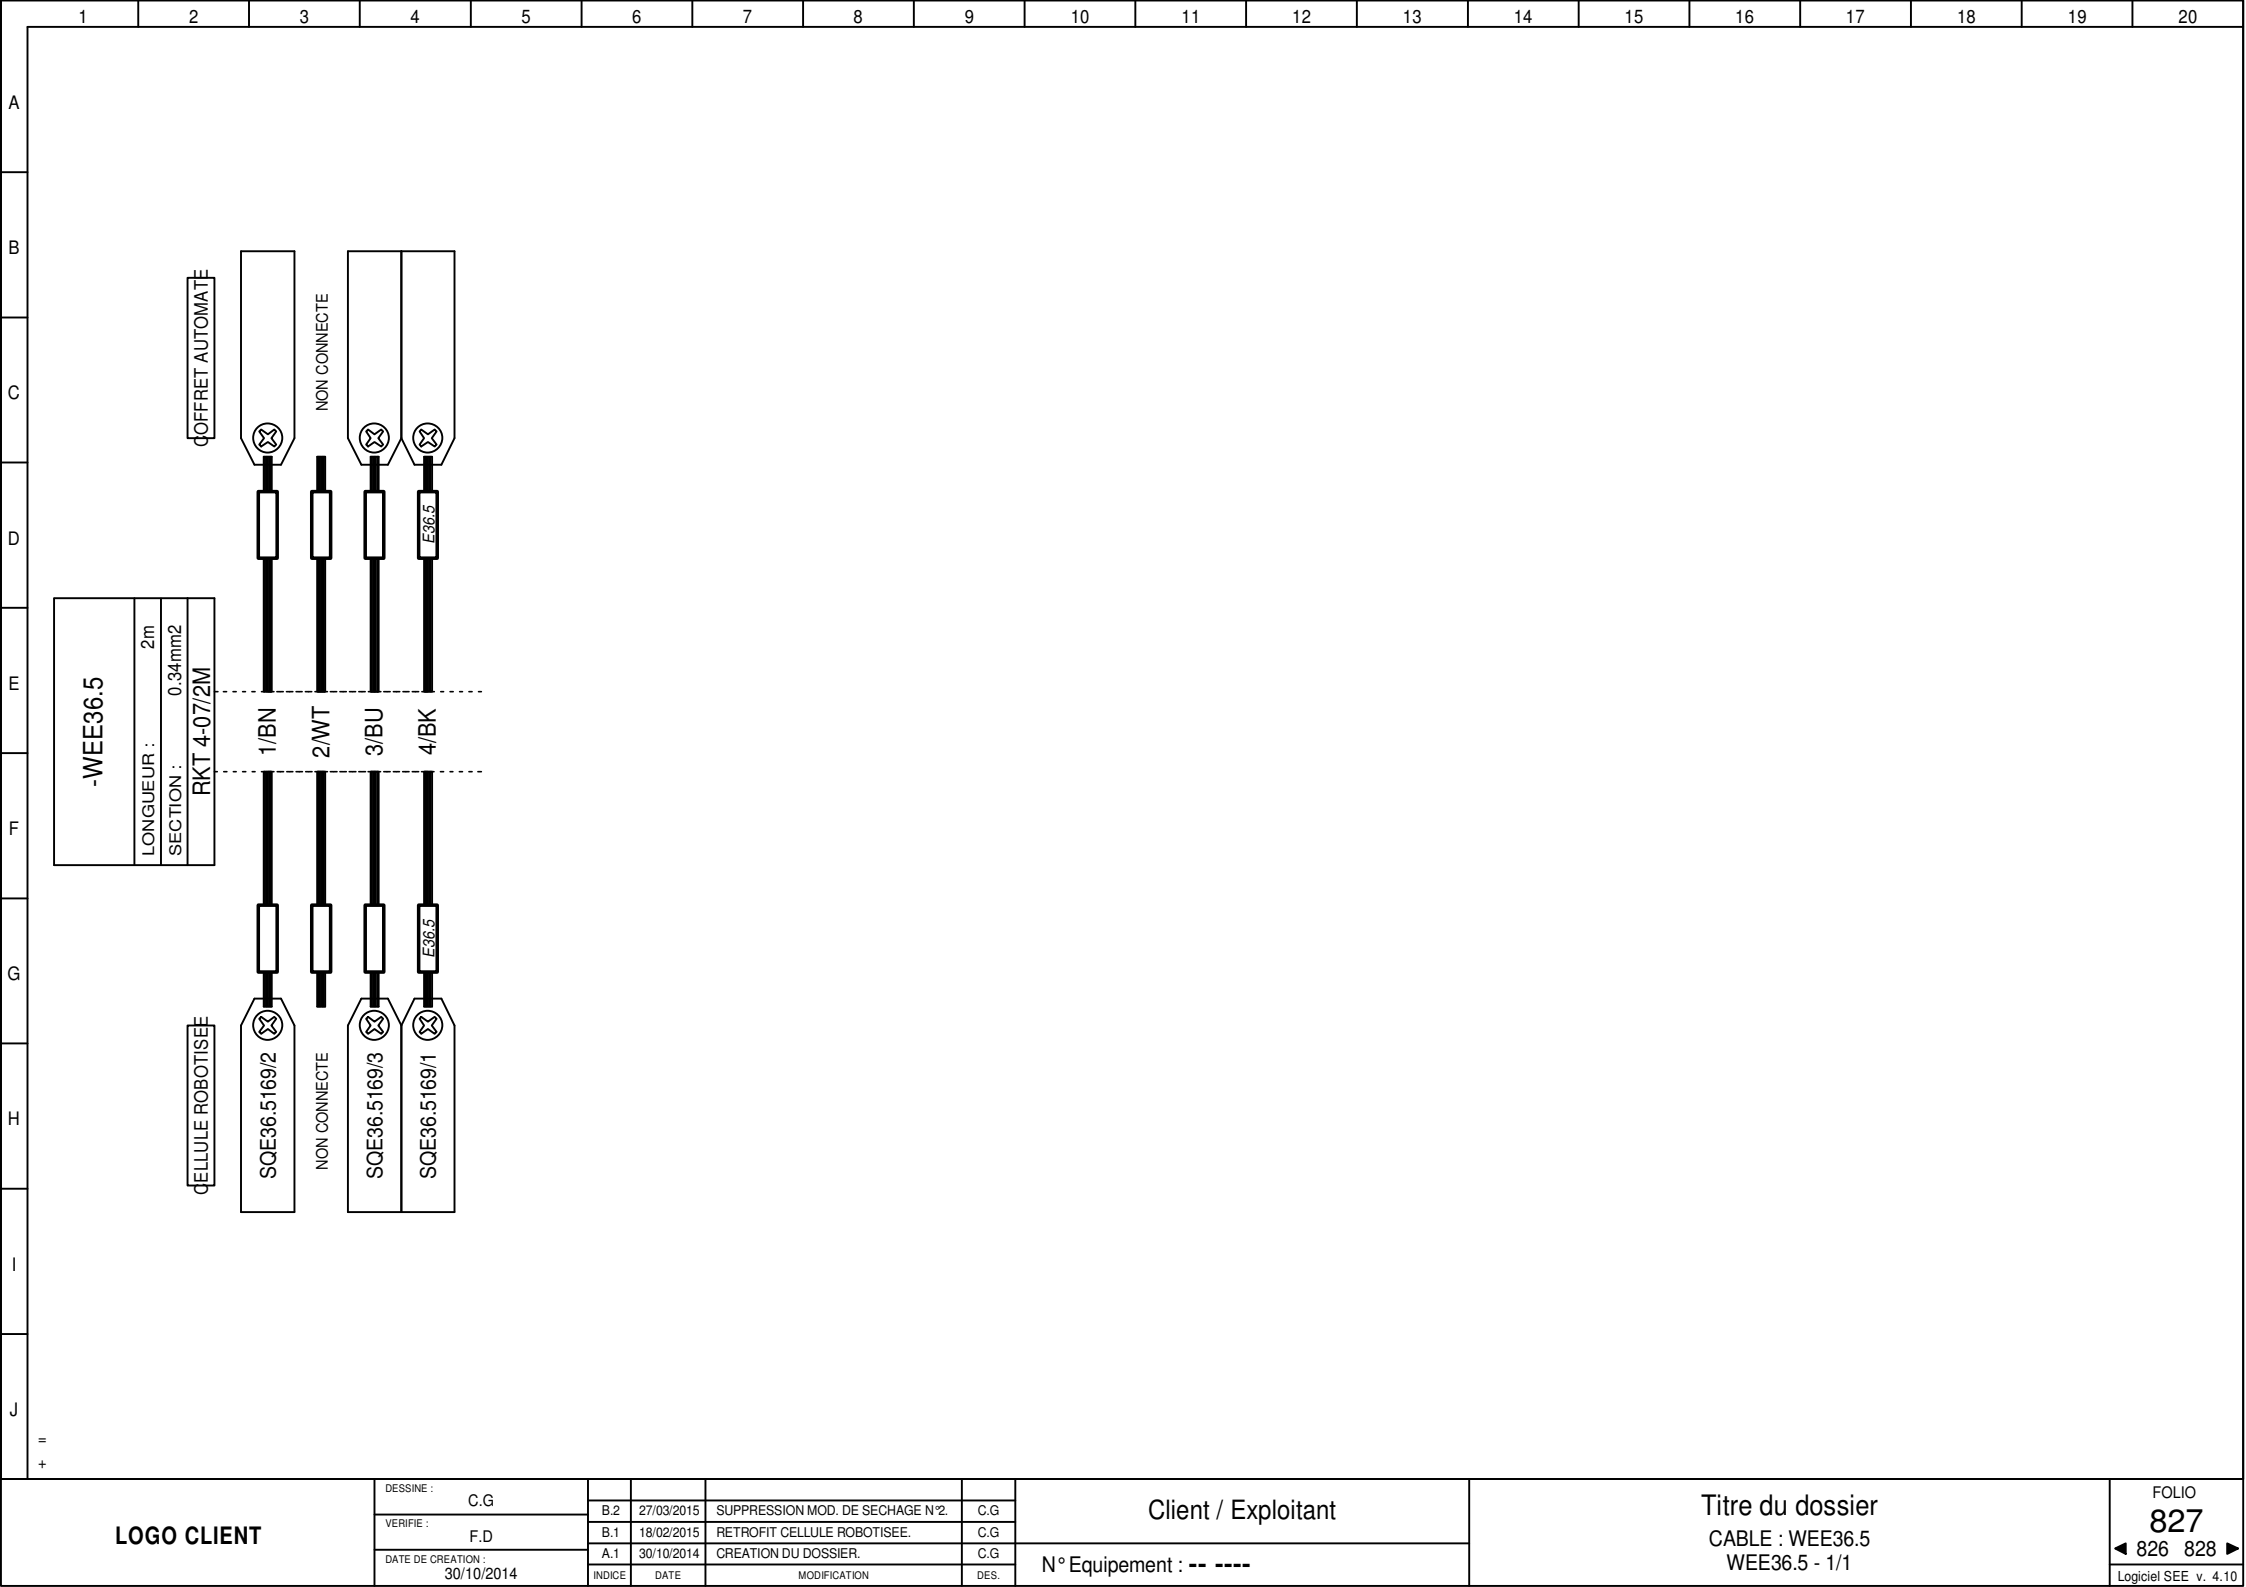 1 2 3 4 5 6 7 8 9 10 11 12 13 14 15 16 17 18 19 20
A
B
C
D
E
F
G
H
I
J
COFFRET AUTOMATE
NON CONNECTE
E36.5
-WEE36.5
LONGUEUR : 2m
SECTION : 0.34mm2
RKT 4-07/2M
1/BN
2/WT
3/BU
4/BK
E36.5
CELLULE ROBOTISEE
SQE36.5169/2
NON CONNECTE
SQE36.5169/3
SQE36.5169/1
=
+
LOGO CLIENT
DESSINE :
C.G
VERIFIE :
F.D
DATE DE CREATION :
30/10/2014
B.2 27/03/2015 SUPPRESSION MOD. DE SECHAGE N°2. C.G
B.1 18/02/2015 RETROFIT CELLULE ROBOTISEE. C.G
A.1 30/10/2014 CREATION DU DOSSIER. C.G
INDICE DATE MODIFICATION DES.
Client / Exploitant
N° Equipement : -- ----
Titre du dossier
CABLE : WEE36.5
WEE36.5 - 1/1
FOLIO
827
◄ 826 828 ►
Logiciel SEE v. 4.10